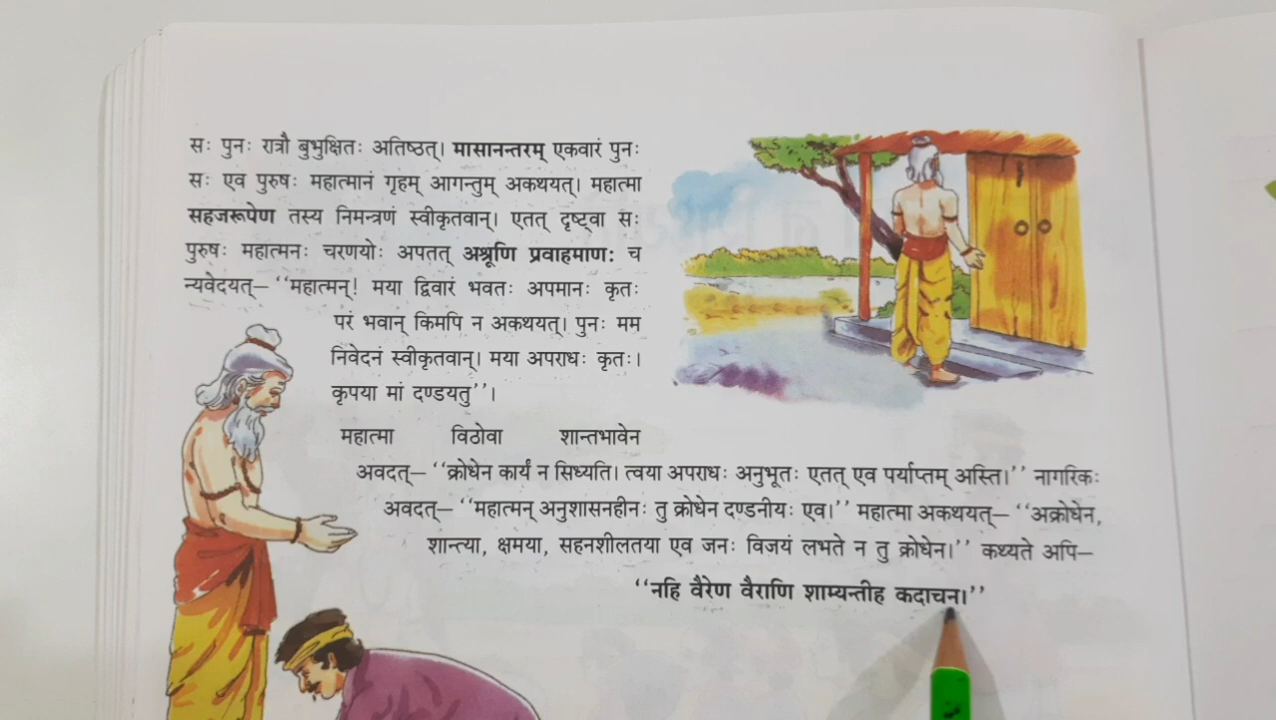 सः पुनः रात्रौ बुभुक्षितः अतिष्ठत्। मासानन्तरम् एकवारं पुनः
सः एव पुरुषः महात्मानं गृहम् आगन्तुम् अकथयत्। महात्मा
सहजरूपेण तस्य निमन्त्रणं स्वीकृतवान्। एतत् दृष्ट्वा सः
पुरुषः महात्मनः चरणयोः अपतत् अश्रूणि प्रवाहमाणः च
न्यवेदयत्– ‘‘महात्मन्! मया द्विवारं भवतः अपमानः कृतः
परं भवान् किमपि न अकथयत्। पुनः मम
निवेदनं स्वीकृतवान्। मया अपराधः कृतः।
कृपया मां दण्डयतु’’।
महात्मा विठोवा शान्तभावेन
अवदत्– ‘‘क्रोधेन कार्यं न सिध्यति। त्वया अपराधः अनुभूतः एतत् एव पर्याप्तम् अस्ति।’’ नागरिकः
अवदत्– ‘‘महात्मन् अनुशासनहीनः तु क्रोधेन दण्डनीयः एव।’’ महात्मा अकथयत्– ‘‘अक्रोधेन,
शान्त्या, क्षमया, सहनशीलतया एव जनः विजयं लभते न तु क्रोधेन।’’ कथ्यते अपि–
‘‘नहि वैरेण वैराणि शाम्यन्तीह कदाचन।’’